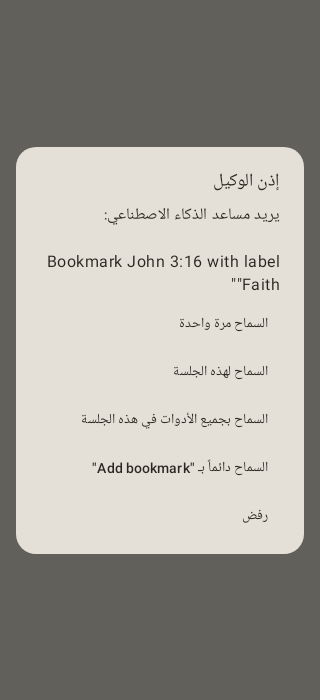 إذن الوكيل
يريد مساعد الذكاء الاصطناعي:
Bookmark John 3:16 with label
"Faith"
السماح مرة واحدة
السماح لهذه الجلسة
السماح بجميع الأدوات في هذه الجلسة
السماح دائماً بـ "Add bookmark"
رفض